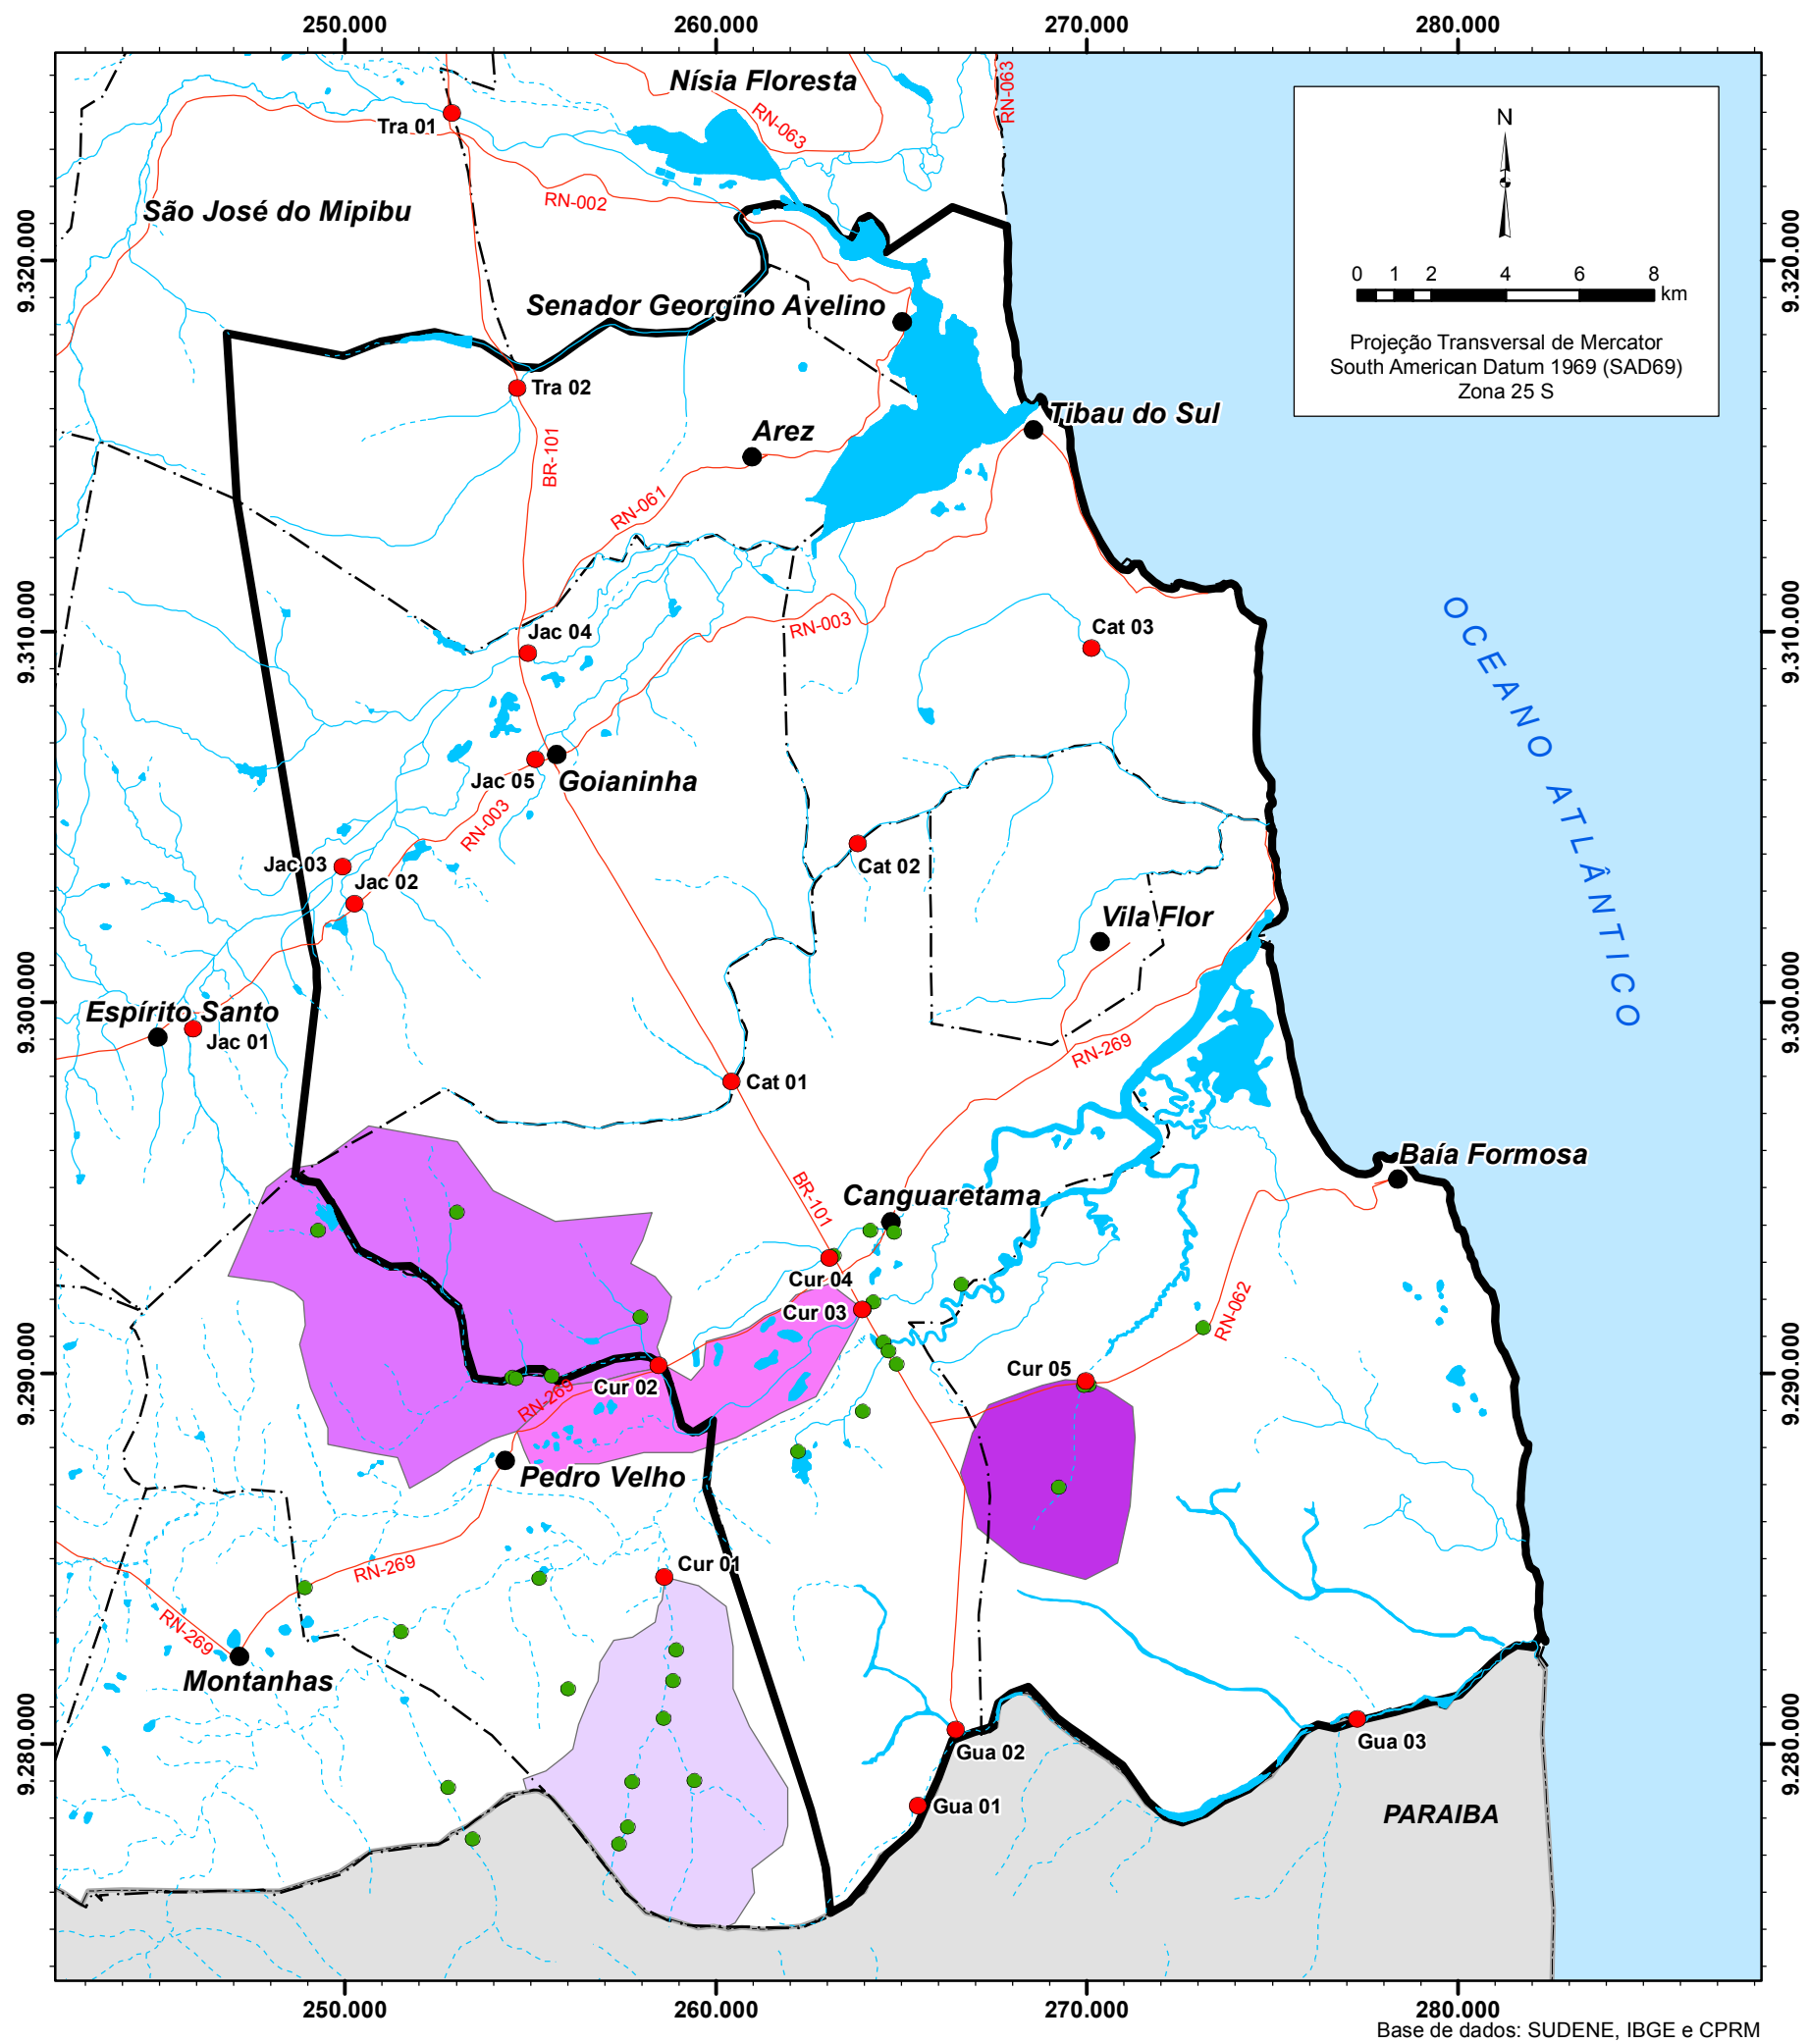 250.000
260.000
270.000
280.000
Nísia Floresta
RN-063
RN-063
Tra 01
N
São José do Mipibu
RN-002
9.320.000
9.320.000
0 1 2 4 6 8
km
Senador Georgino Avelino
Projeção Transversal de Mercator
South American Datum 1969 (SAD69)
Zona 25 S
Tra 02
Tibau do Sul
Arez
BR-101
RN-061
9.310.000
9.310.000
Jac 04
RN-003
Cat 03
OCEANO ATLÂNTICO
Jac 05
Goianinha
RN-003
Jac 03
Jac 02
Cat 02
Vila Flor
9.300.000
9.300.000
Espírito Santo
Jac 01
RN-269
Cat 01
Baía Formosa
BR-101
Canguaretama
Cur 04
Cur 03
RN-062
9.290.000
9.290.000
Cur 05
Cur 02
RN-269
Pedro Velho
Cur 01
RN-269
RN-269
Montanhas
9.280.000
9.280.000
Gua 02
Gua 03
Gua 01
PARAIBA
250.000
260.000
270.000
280.000
Base de dados: SUDENE, IBGE e CPRM